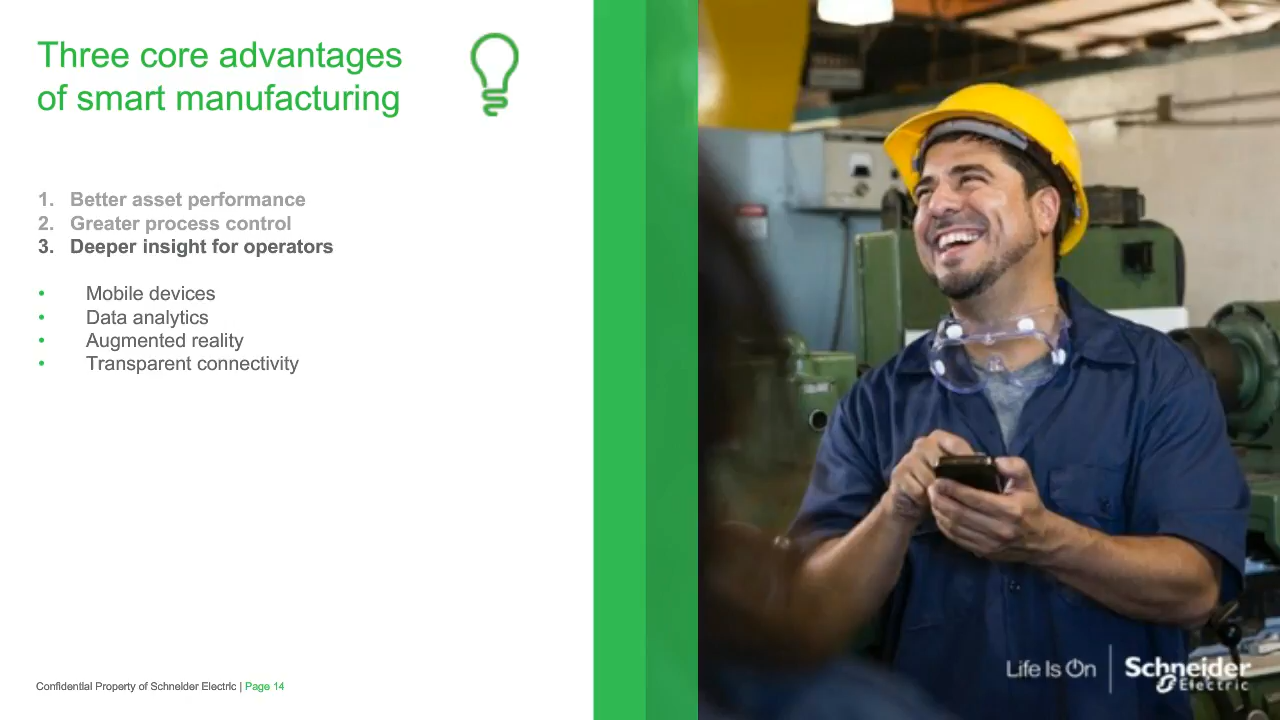 Three core advantages
of smart manufacturing
1. Better asset performance
2. Greater process control
3. Deeper insight for operators
• Mobile devices
• Data analytics
• Augmented reality
• Transparent connectivity
Confidential Property of Schneider Electric | Page 14
Life Is On
Schneider
Electric